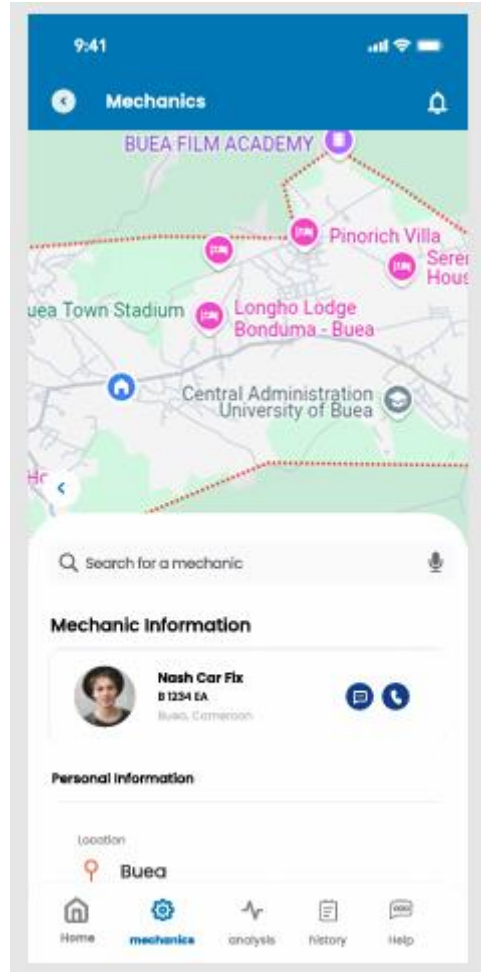 9:41
Mechanics
BUEA FILM ACADEMY
Pinorich Villa
Serer
Hous
uea Town Stadium
Longho Lodge
Bonduma - Buea
Central Administration
University of Buea
Ho
Search for a mechanic
Mechanic Information
Nash Car Fix
B 1234 EA
Buea, Cameroon
Personal Information
Location
Buea
Home
mechanics
analysis
history
Help